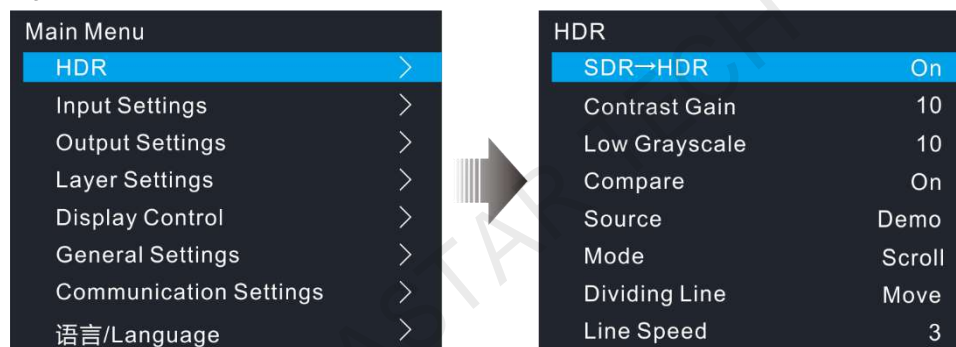 Main Menu
HDR
Input Settings
Output Settings
Layer Settings
Display Control
General Settings
Communication Settings
语言/Language
HDR
SDR→HDR On
Contrast Gain 10
Low Grayscale 10
Compare On
Source Demo
Mode Scroll
Dividing Line Move
Line Speed 3